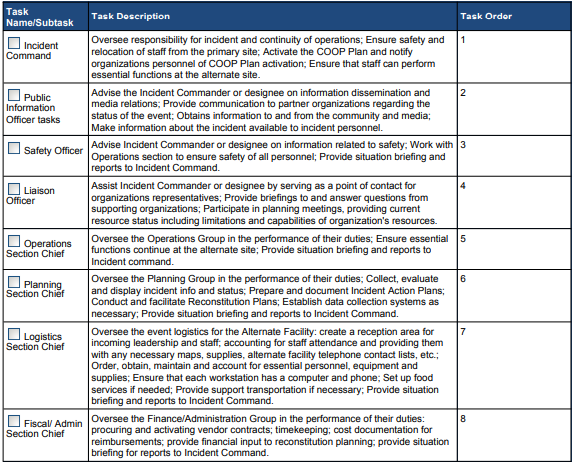 Task Name/Subtask Task Description Task Order
Incident Command
Oversee responsibility for incident and continuity of operations; Ensure safety and
relocation of staff from the primary site; Activate the COOP Plan and notify
organizations personnel of COOP Plan activation; Ensure that staff can perform
essential functions at the alternate site.
1
Public
Information
Officer tasks
Advise the Incident Commander or designee on information dissemination and
media relations; Provide communication to partner organizations regarding the
status of the event; Obtains information to and from the community and media;
Make information about the incident available to incident personnel.
2
Safety Officer
Advise Incident Commander or designee on information related to safety; Work with
Operations section to ensure safety of all personnel; Provide situation briefing and
reports to Incident Command.
3
Liaison
Officer
Assist Incident Commander or designee by serving as a point of contact for
organizations representatives; Provide briefings to and answer questions from
supporting organizations; Participate in planning meetings, providing current
resource status including limitations and capabilities of organization's resources.
4
Operations
Section Chief
Oversee the Operations Group in the performance of their duties; Ensure essential
functions continue at the alternate site; Provide situation briefing and reports to
Incident command.
5
Planning
Section Chief
Oversee the Planning Group in the performance of their duties; Collect, evaluate
and display incident info and status; Prepare and document Incident Action Plans;
Conduct and facilitate Reconstitution Plans; Establish data collection systems as
necessary; Provide situation briefing and reports to Incident Command.
6
Logistics
Section Chief
Oversee the event logistics for the Alternate Facility: create a reception area for
incoming leadership and staff; accounting for staff attendance and providing them
with any necessary maps, supplies, alternate facility telephone contact lists, etc.;
Order, obtain, maintain and account for essential personnel, equipment and
supplies; Ensure that each workstation has a computer and phone; Set up food
services if needed; Provide support transportation if necessary; Provide situation
briefing and reports to Incident Command.
7
Fiscal/ Admin
Section Chief
Oversee the Finance/Administration Group in the performance of their duties:
procuring and activating vendor contracts; timekeeping; cost documentation for
reimbursements; provide financial input to reconstitution planning; provide situation
briefing for reports to Incident Command.
8